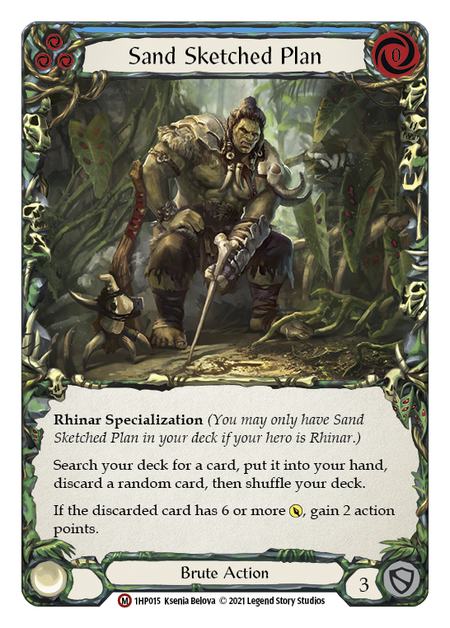 Sand Sketched Plan
0
Rhinar Specialization (You may only have Sand
Sketched Plan in your deck if your hero is Rhinar.)
Search your deck for a card, put it into your hand,
discard a random card, then shuffle your deck.
If the discarded card has 6 or more , gain 2 action
points.
Brute Action
3
M 1HP015 Ksenia Belova © 2021 Legend Story Studios